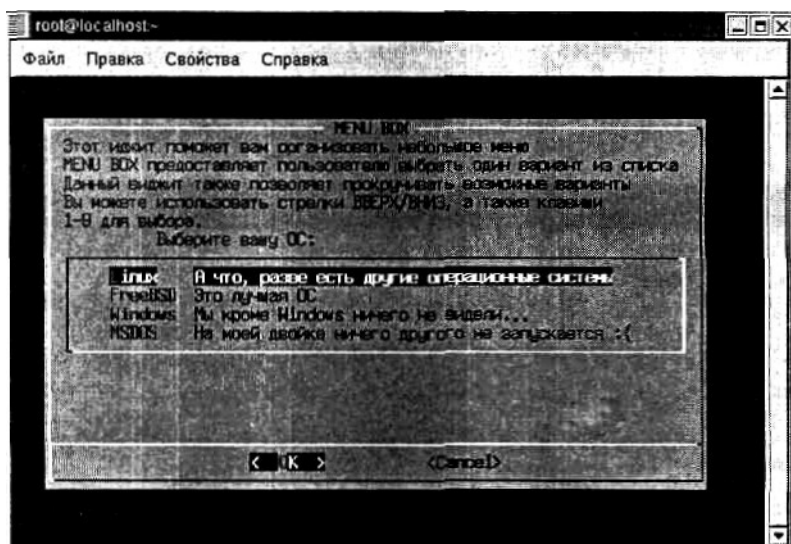 root@localhost:~
Файл Правка Свойства Справка
MENU BOX
Этот поможет вам организовать небольшое меню
MENU BOX предоставляет пользователю выбрать один вариант из списка
Данный виджит также позволяет прокручивать возможные варианты
Вы можете использовать стрелки ВВЕРХ/ВНИЗ, а также клавиши
1-9 для выбора.
Выберите вашу ОС:
Linux А что, разве есть другие операционные системы
FreeBSD Это лучшая ОС
Windows Мы кроме Windows ничего не видели...
MSDOS На моей двойке ничего другого не запускается :(
< OK > <Cancel>